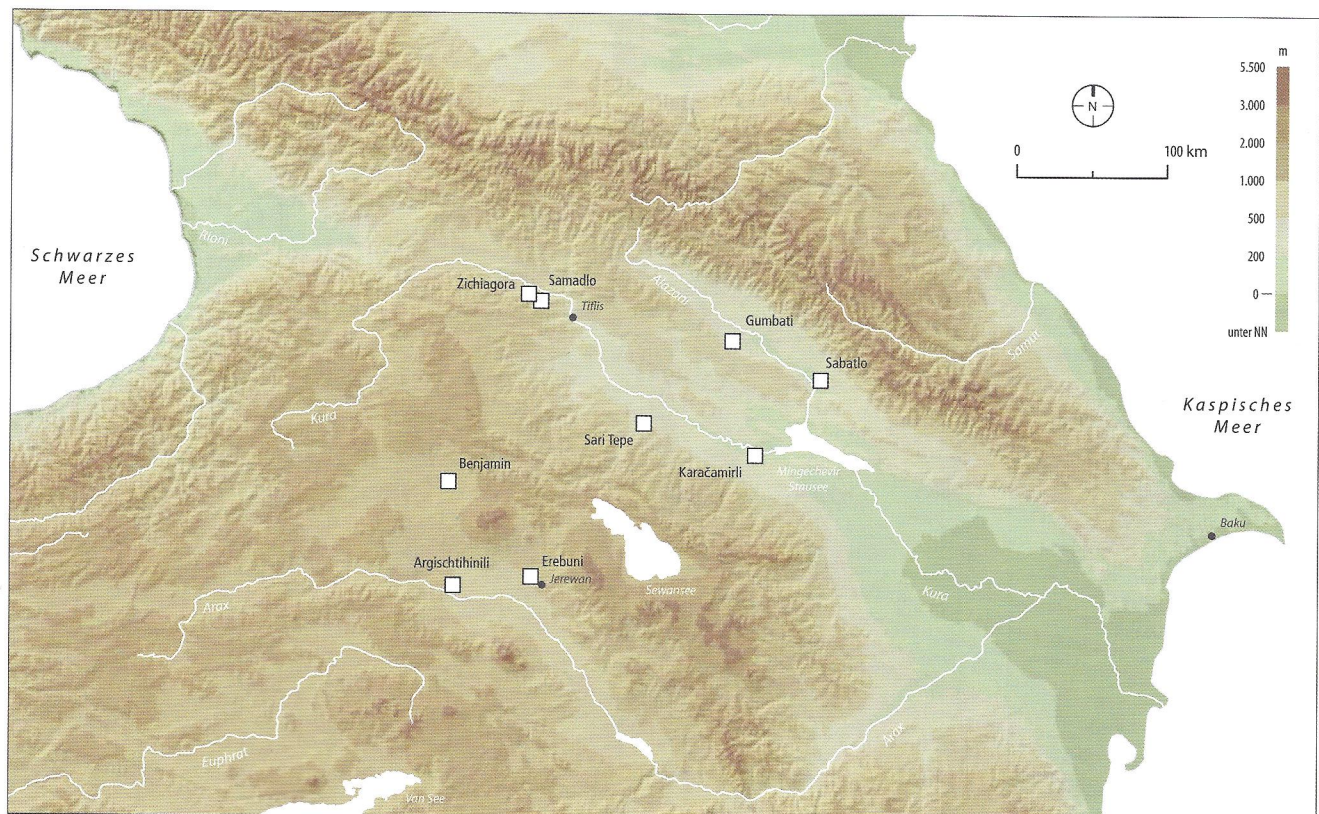 m
5.500
3.000
2.000
1.000
500
200
0
unter NN
N
0
100 km
Schwarzes
Meer
Rioni
Zichiagora
Samadlo
Tiflis
Alazani
Gumbati
Sabatlo
Samur
Kaspisches
Meer
Kura
Sari Tepe
Karačamirli
Mingechevir
Stausee
Benjamin
Baku
Argischtihinili
Erebuni
Jerewan
Sewansee
Arax
Kura
Arax
Euphrat
Van See